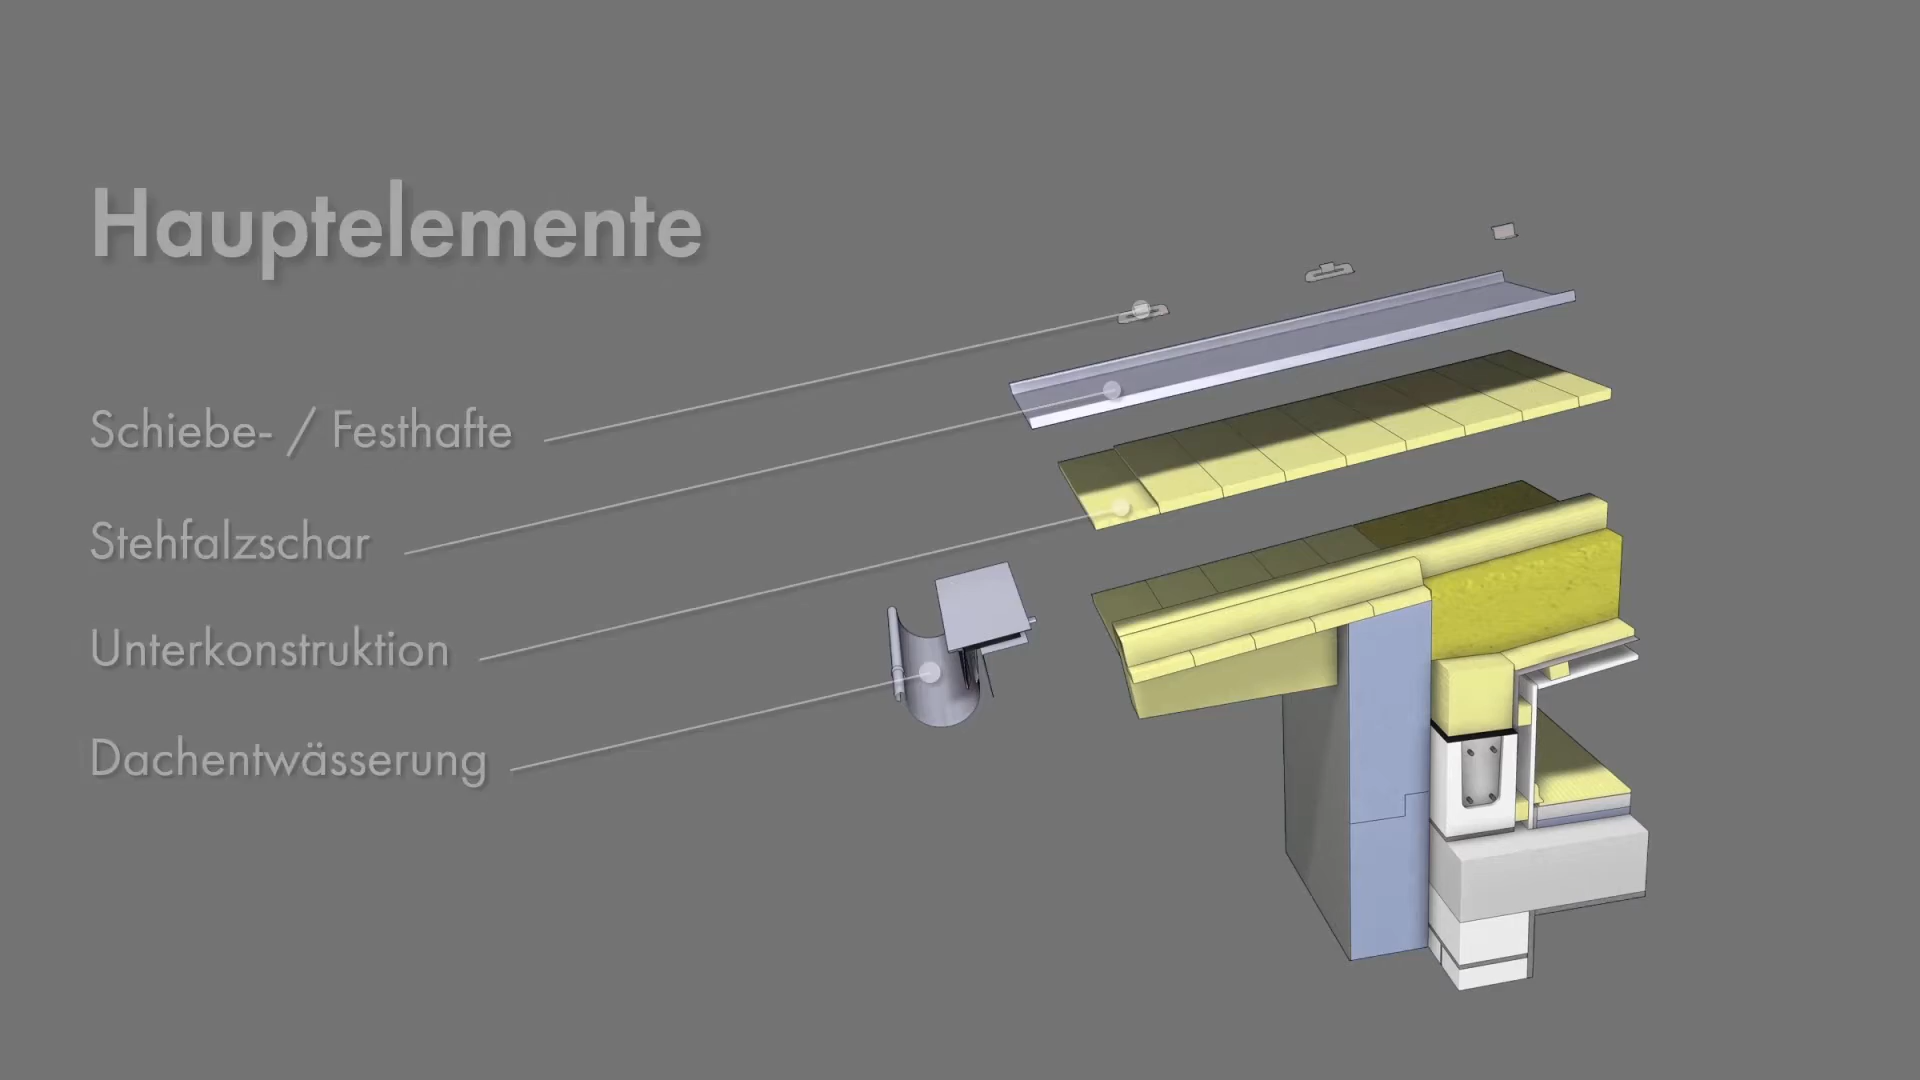 Hauptelemente
Schiebe- / Festhafte
Stehfalzschar
Unterkonstruktion
Dachentwässerung